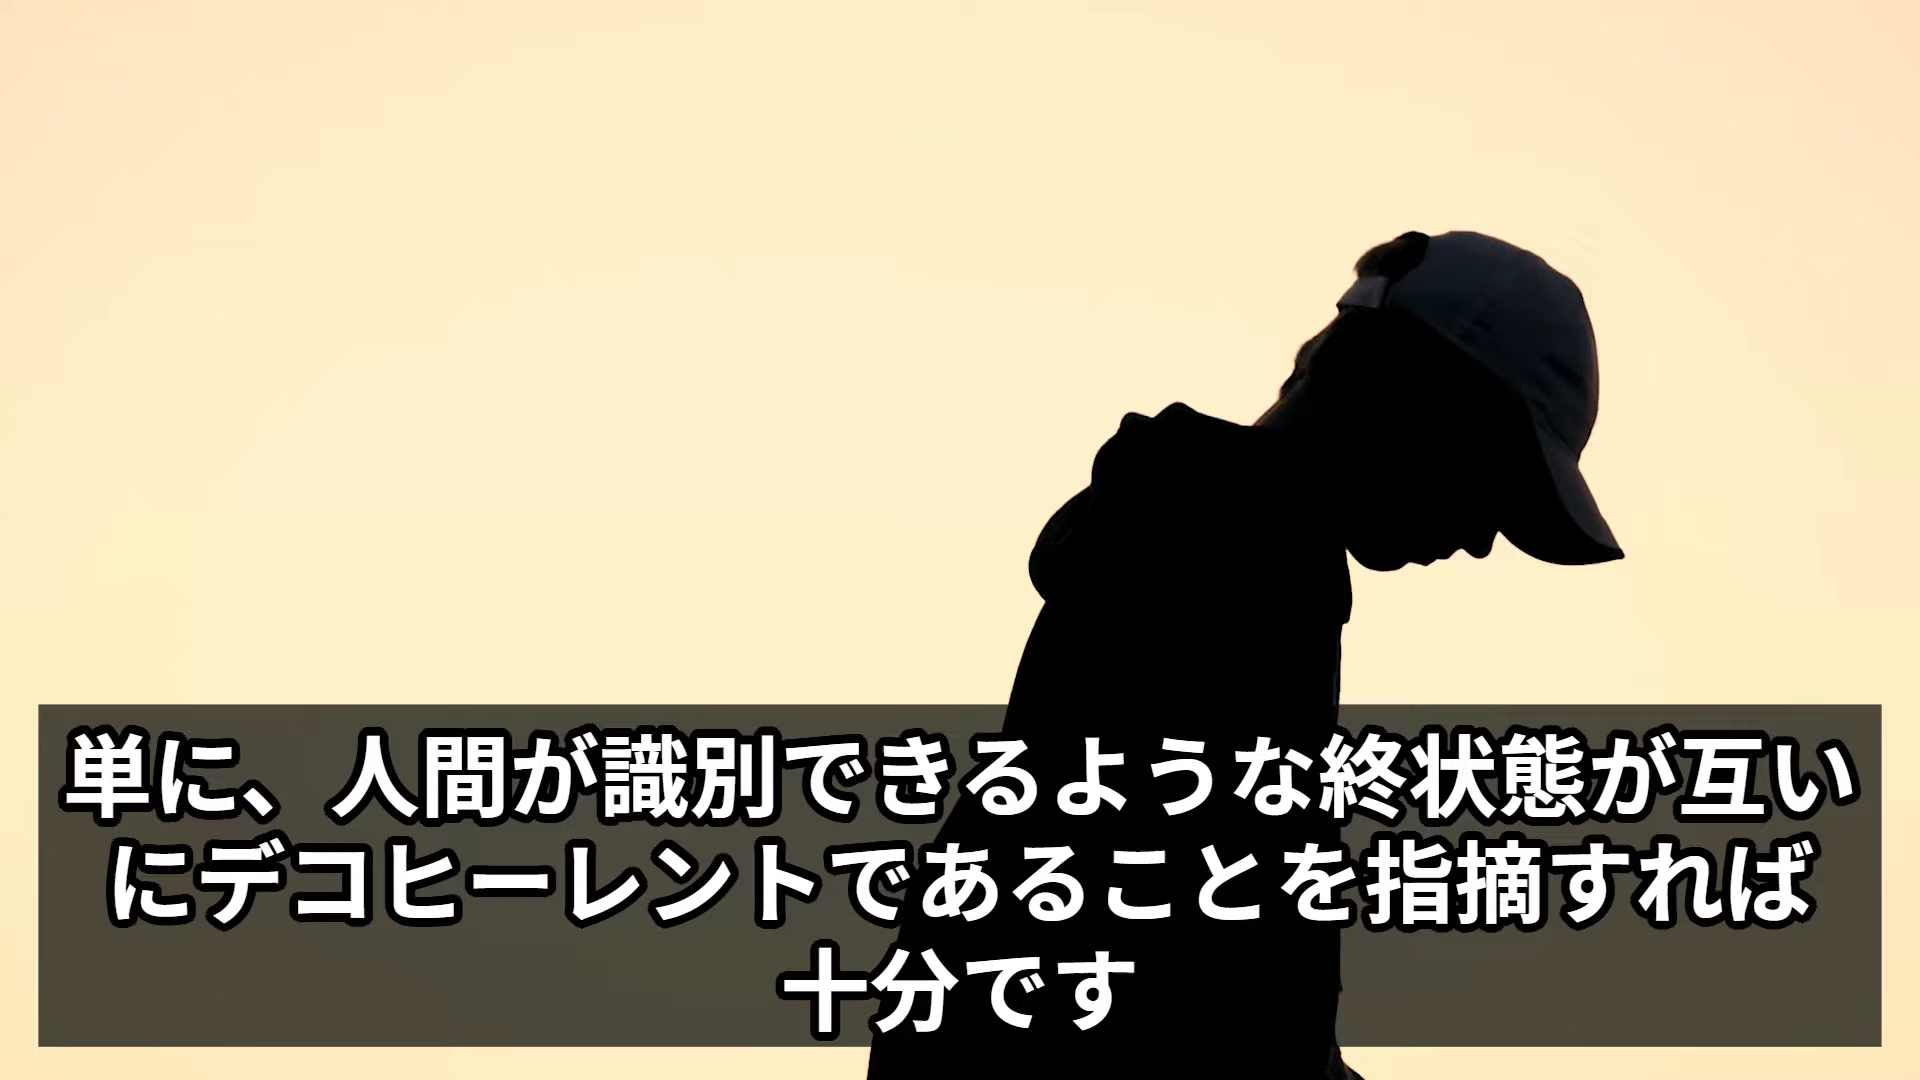 単に、人間が識別できるような終状態が互い
にデコヒーレントであることを指摘すれば
十分です